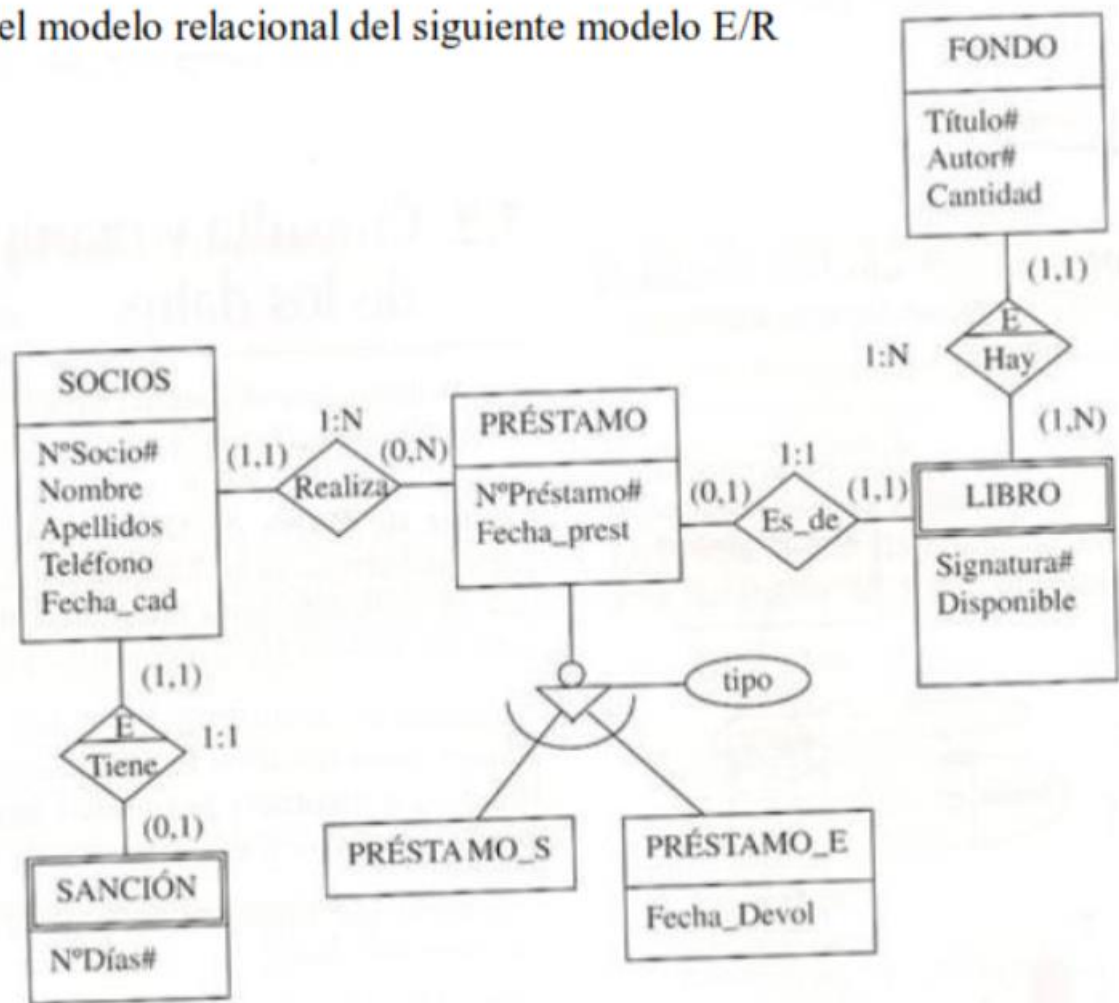 el modelo relacional del siguiente modelo E/R
FONDO
Título#
Autor#
Cantidad
(1,1)
E
Hay
1:N
(1,N)
LIBRO
Signatura#
Disponible
SOCIOS
NºSocio#
Nombre
Apellidos
Teléfono
Fecha_cad
(1,1)
1:N
Realiza
(0,N)
PRÉSTAMO
NºPréstamo#
Fecha_prest
(0,1)
1:1
Es_de
(1,1)
tipo
PRÉSTAMO_S
PRÉSTAMO_E
Fecha_Devol
(1,1)
E
Tiene
1:1
(0,1)
SANCIÓN
NºDías#